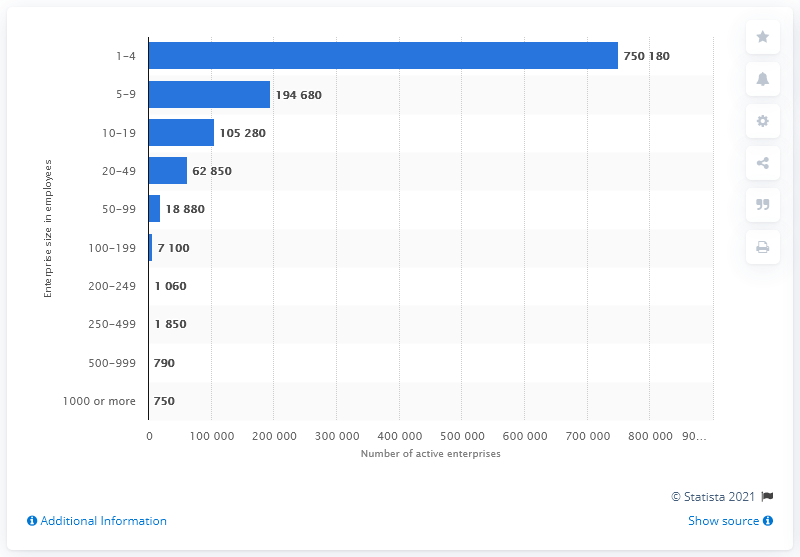 1–4 750 180
5–9 194 680
10–19 105 280
20–49 62 850
50–99 18 880
100–199 7 100
200–249 1 060
250–499 1 850
500–999 790
1000 or more 750
Enterprise size in employees
0 100 000 200 000 300 000 400 000 500 000 600 000 700 000 800 000 90...
Number of active enterprises
© Statista 2021
Additional Information
Show source